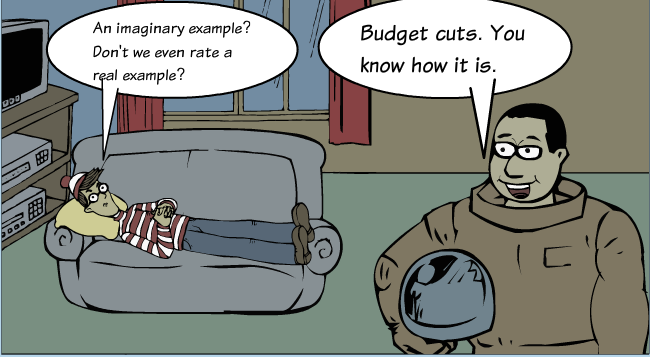 An imaginary example?
Don't we even rate a
real example?
Budget cuts. You
know how it is.